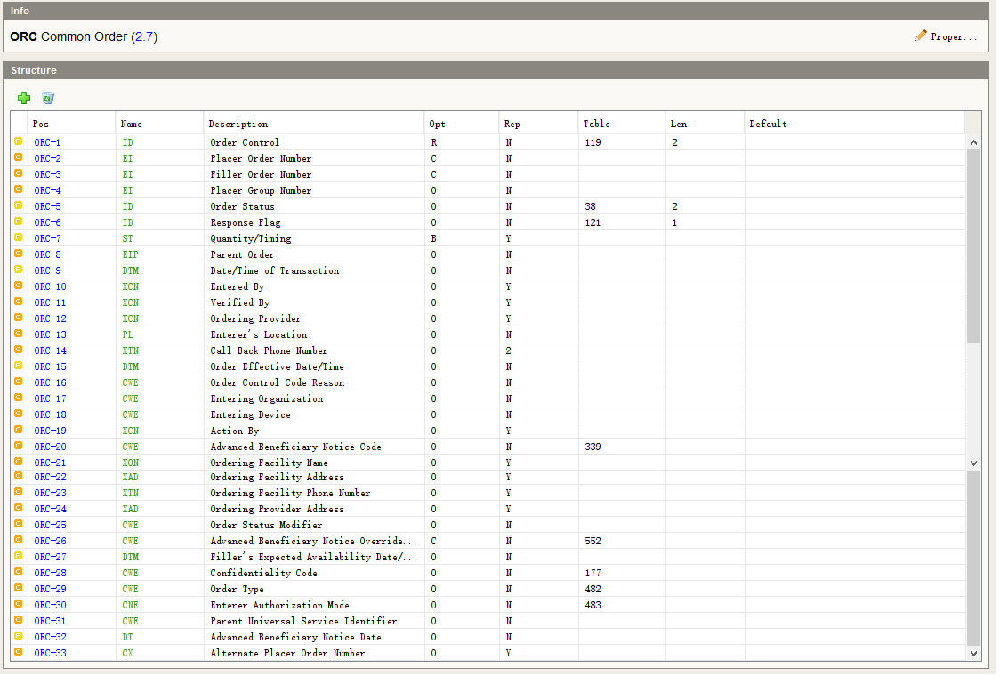 Info
ORC Common Order (2.7)
Proper...
Structure
Pos Name Description Opt Rep Table Len Default
P ORC-1 ID Order Control R N 119 2
C ORC-2 EI Placer Order Number C N
C ORC-3 EI Filler Order Number C N
C ORC-4 EI Placer Group Number O N
P ORC-5 ID Order Status O N 38 2
P ORC-6 ID Response Flag O N 121 1
P ORC-7 ST Quantity/Timing B Y
C ORC-8 EIP Parent Order O N
P ORC-9 DTM Date/Time of Transaction O N
C ORC-10 XCN Entered By O Y
C ORC-11 XCN Verified By O Y
C ORC-12 XCN Ordering Provider O Y
C ORC-13 PL Enterer's Location O N
C ORC-14 XTN Call Back Phone Number O 2
P ORC-15 DTM Order Effective Date/Time O N
C ORC-16 CWE Order Control Code Reason O N
C ORC-17 CWE Entering Organization O N
C ORC-18 CWE Entering Device O N
C ORC-19 XCN Action By O Y
C ORC-20 CWE Advanced Beneficiary Notice Code O N 339
C ORC-21 XON Ordering Facility Name O Y
C ORC-22 XAD Ordering Facility Address O Y
C ORC-23 XTN Ordering Facility Phone Number O Y
C ORC-24 XAD Ordering Provider Address O Y
C ORC-25 CWE Order Status Modifier O N
C ORC-26 CWE Advanced Beneficiary Notice Override... C N 552
P ORC-27 DTM Filler's Expected Availability Date/... O N
C ORC-28 CWE Confidentiality Code O N 177
C ORC-29 CWE Order Type O N 482
C ORC-30 CNE Enterer Authorization Mode O N 483
C ORC-31 CWE Parent Universal Service Identifier O N
P ORC-32 DT Advanced Beneficiary Notice Date O N
C ORC-33 CX Alternate Placer Order Number O Y